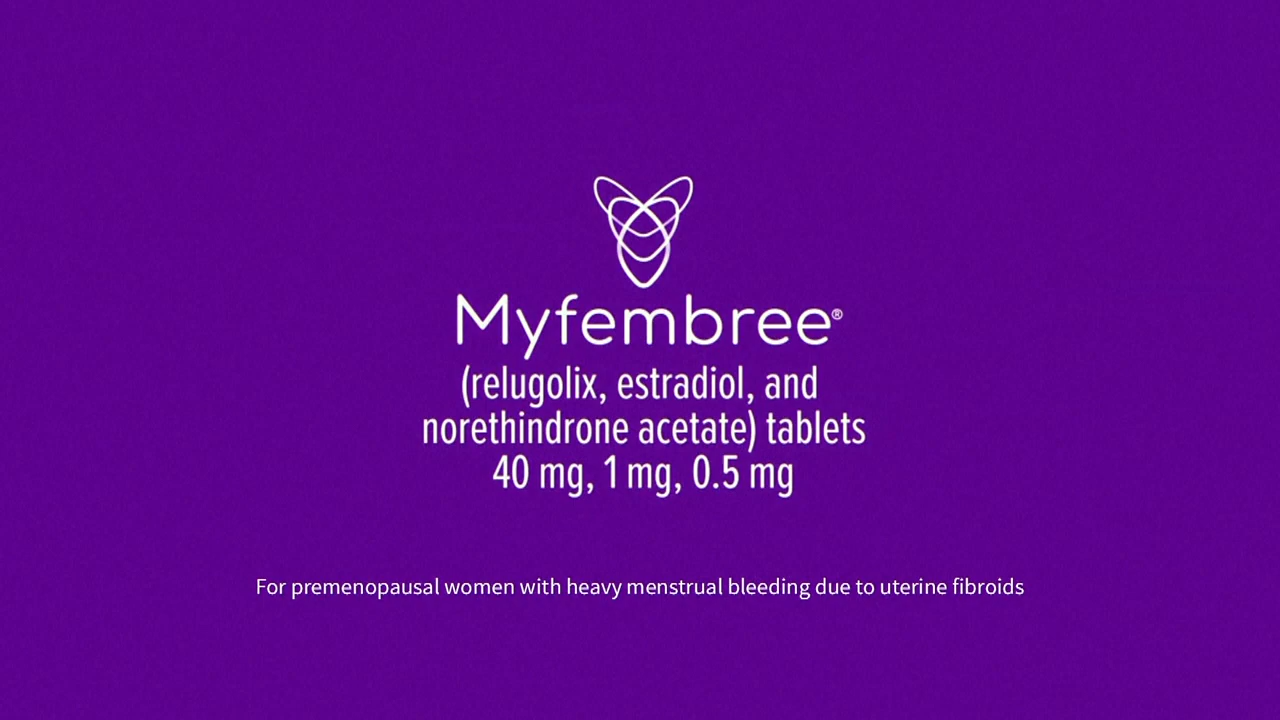 Myfembree®
(relugolix, estradiol, and
norethindrone acetate) tablets
40 mg, 1 mg, 0.5 mg
For premenopausal women with heavy menstrual bleeding due to uterine fibroids